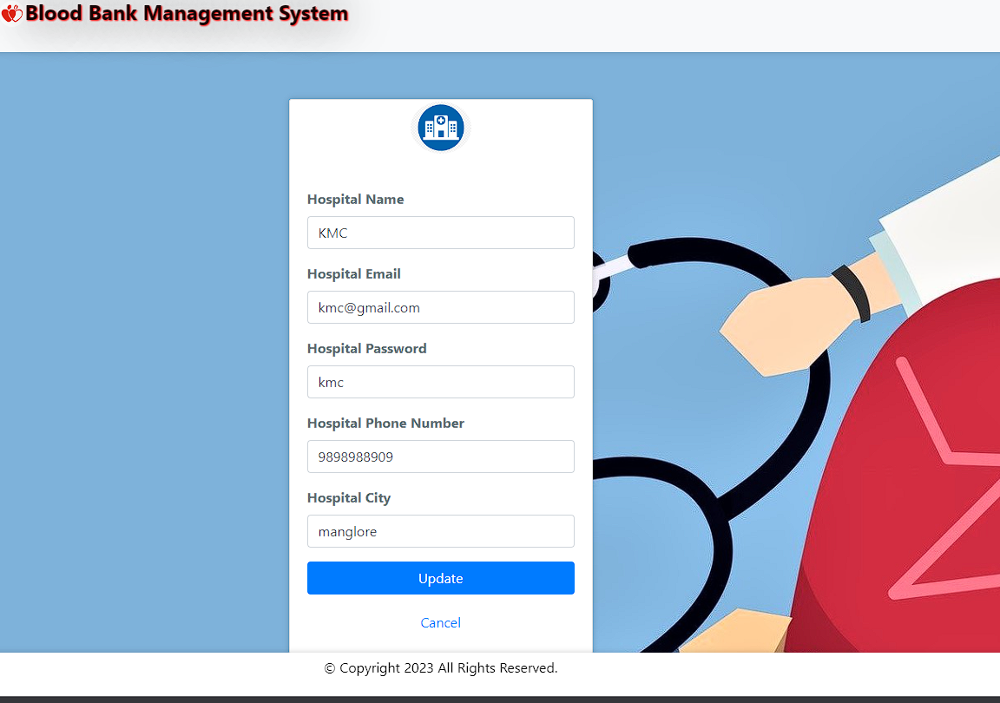 Blood Bank Management System
Hospital Name
KMC
Hospital Email
kmc@gmail.com
Hospital Password
kmc
Hospital Phone Number
9898988909
Hospital City
manglore
Update
Cancel
© Copyright 2023 All Rights Reserved.